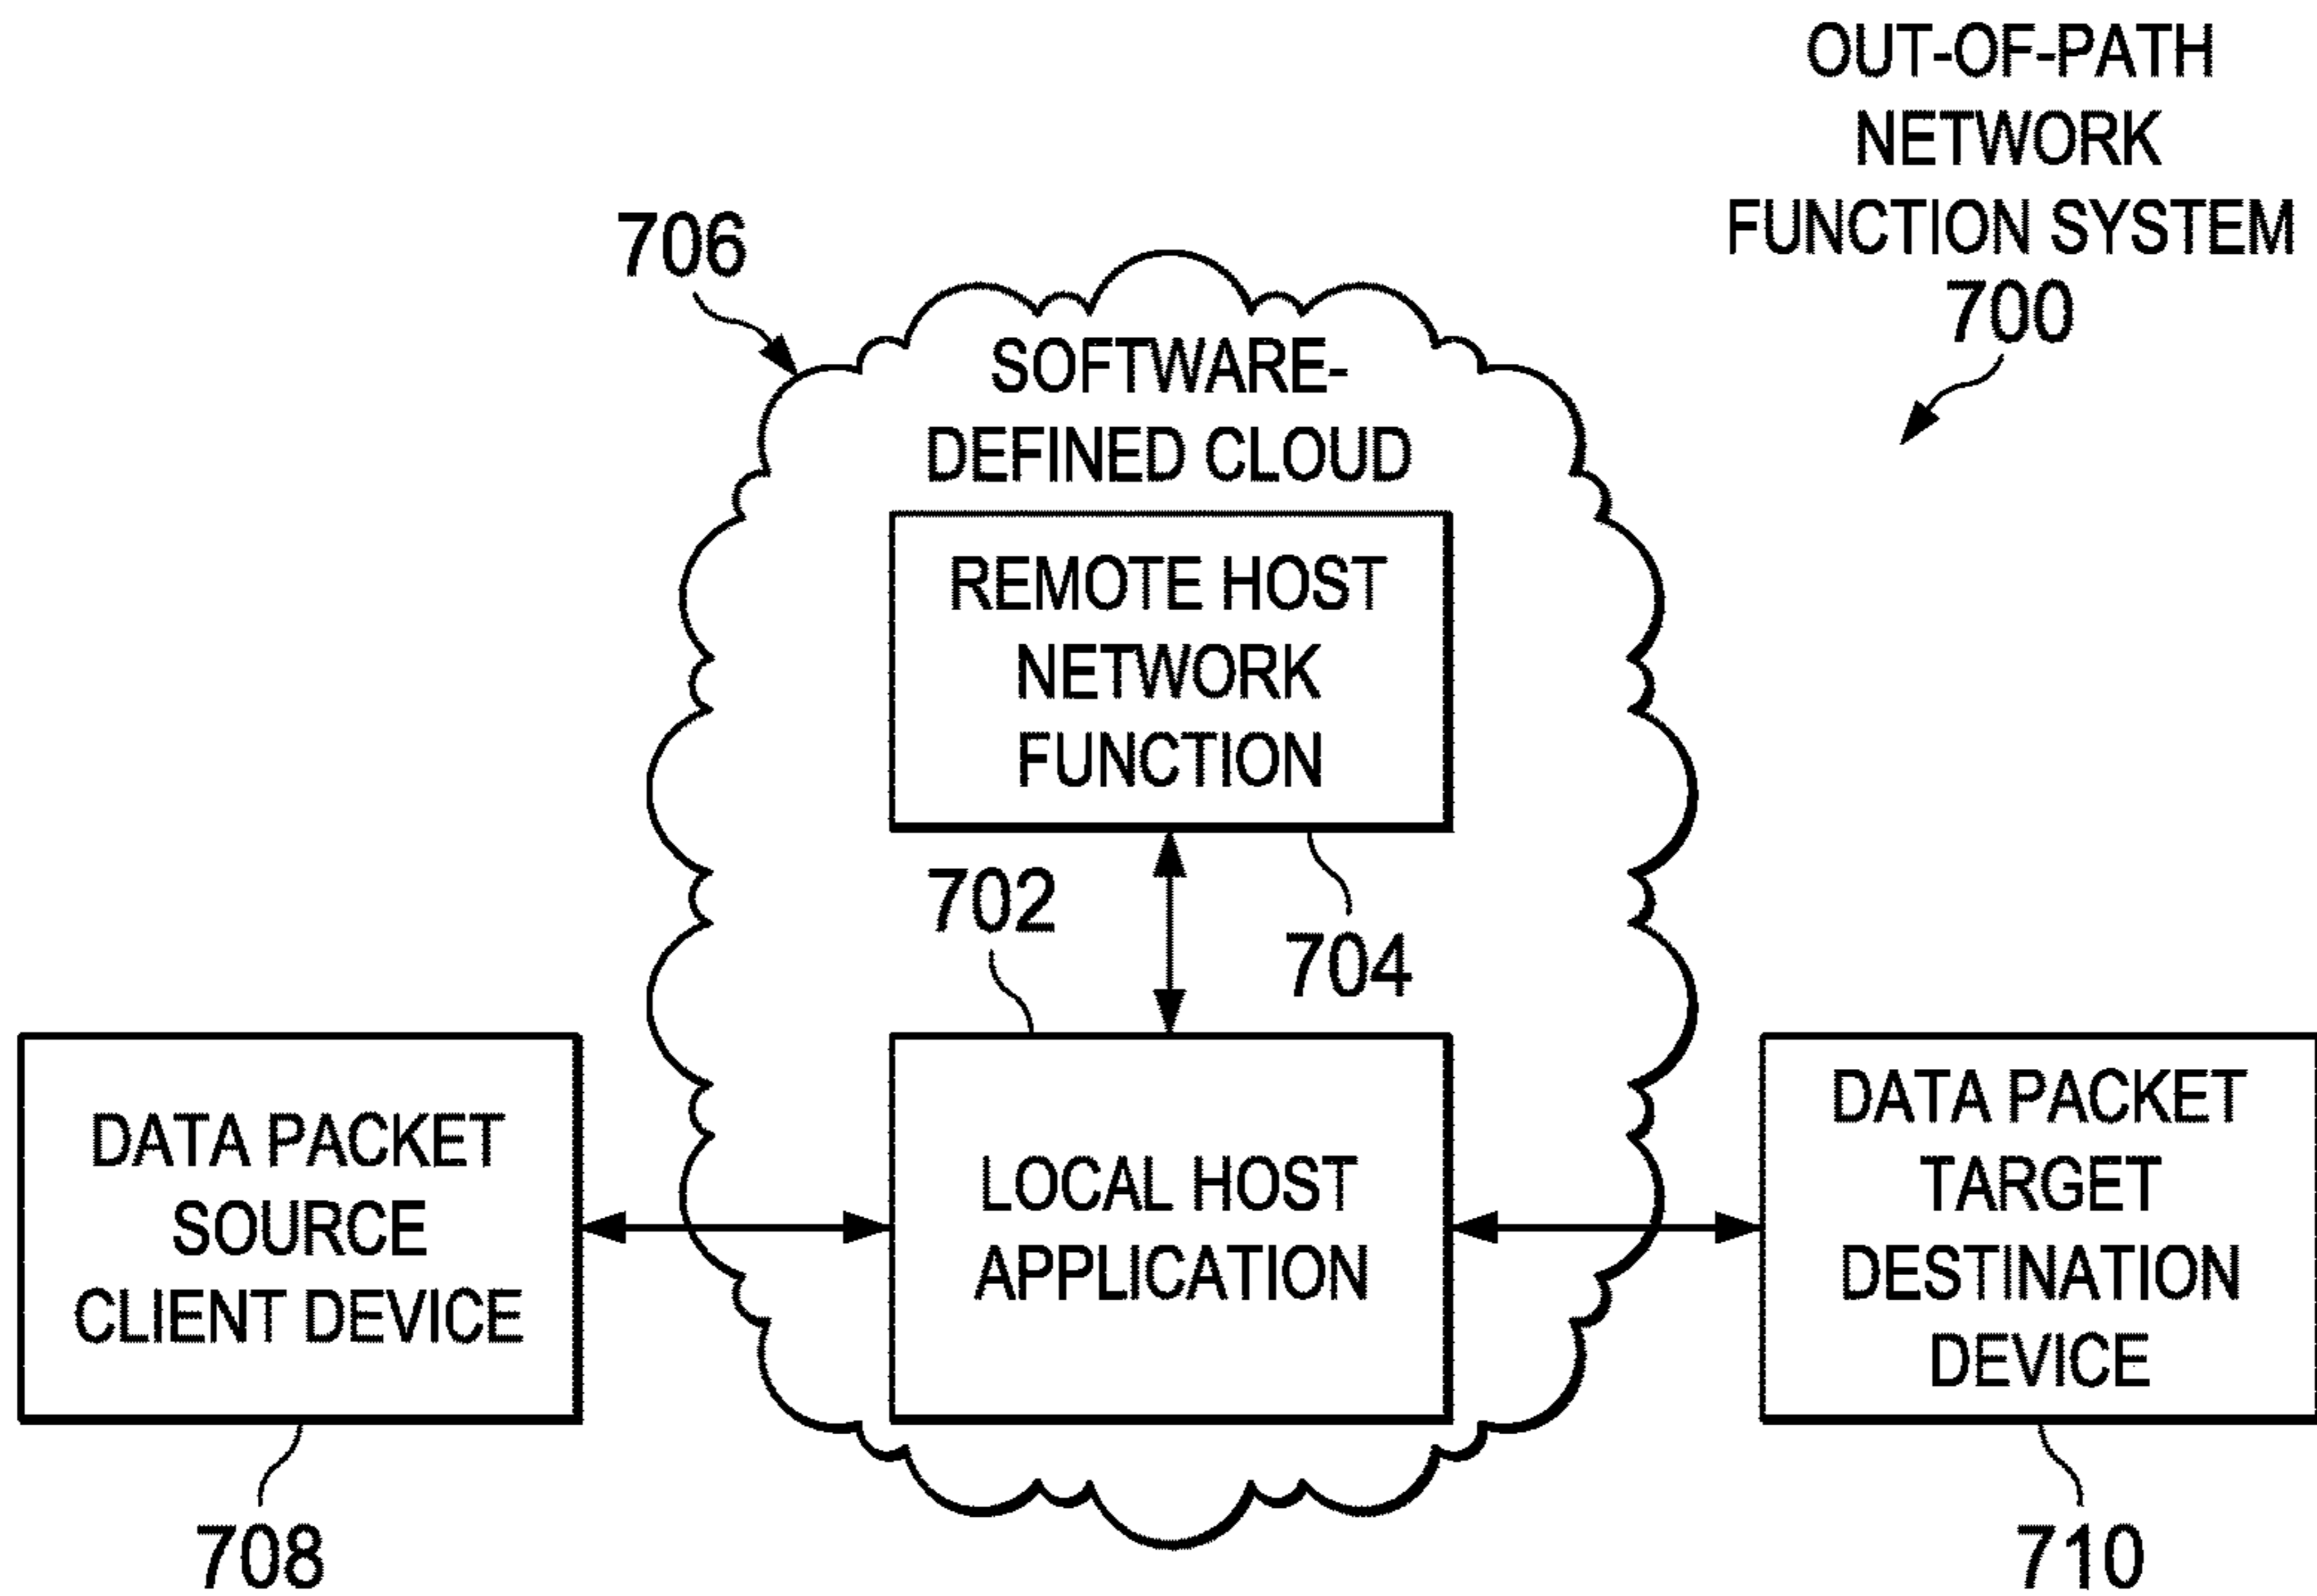 OUT-OF-PATH
NETWORK
FUNCTION SYSTEM
700
706
SOFTWARE-
DEFINED CLOUD
REMOTE HOST
NETWORK
FUNCTION
702
704
DATA PACKET
SOURCE
CLIENT DEVICE
LOCAL HOST
APPLICATION
DATA PACKET
TARGET
DESTINATION
DEVICE
708
710